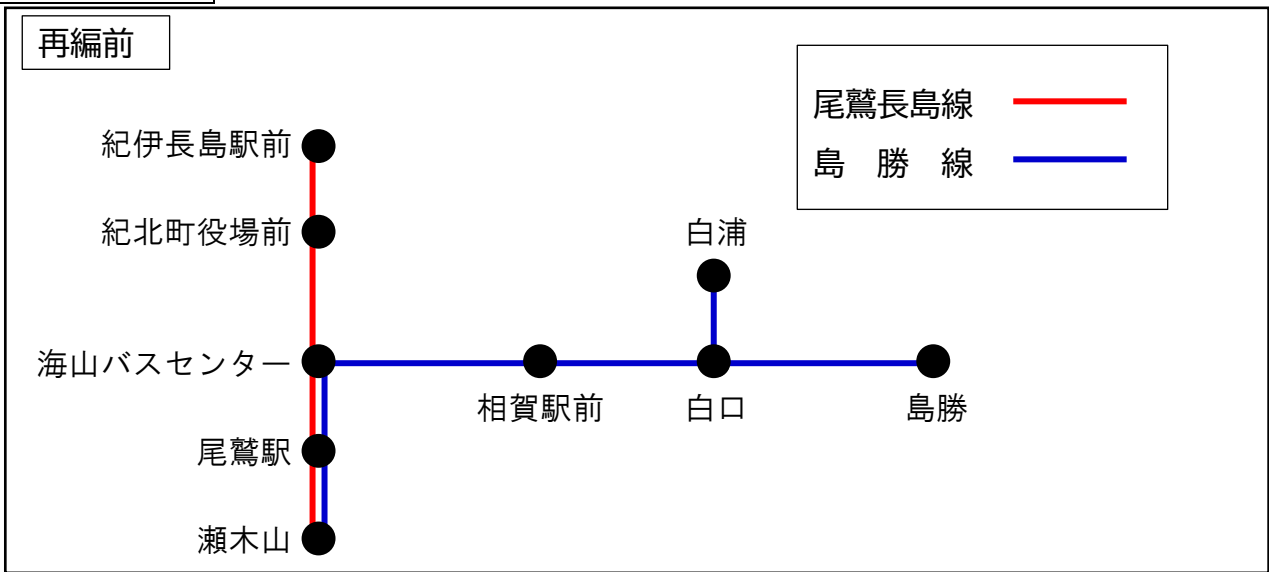 再編前
尾鷲長島線
島　勝　線
紀伊長島駅前
紀北町役場前
白浦
海山バスセンター
相賀駅前
白口
島勝
尾鷲駅
瀬木山